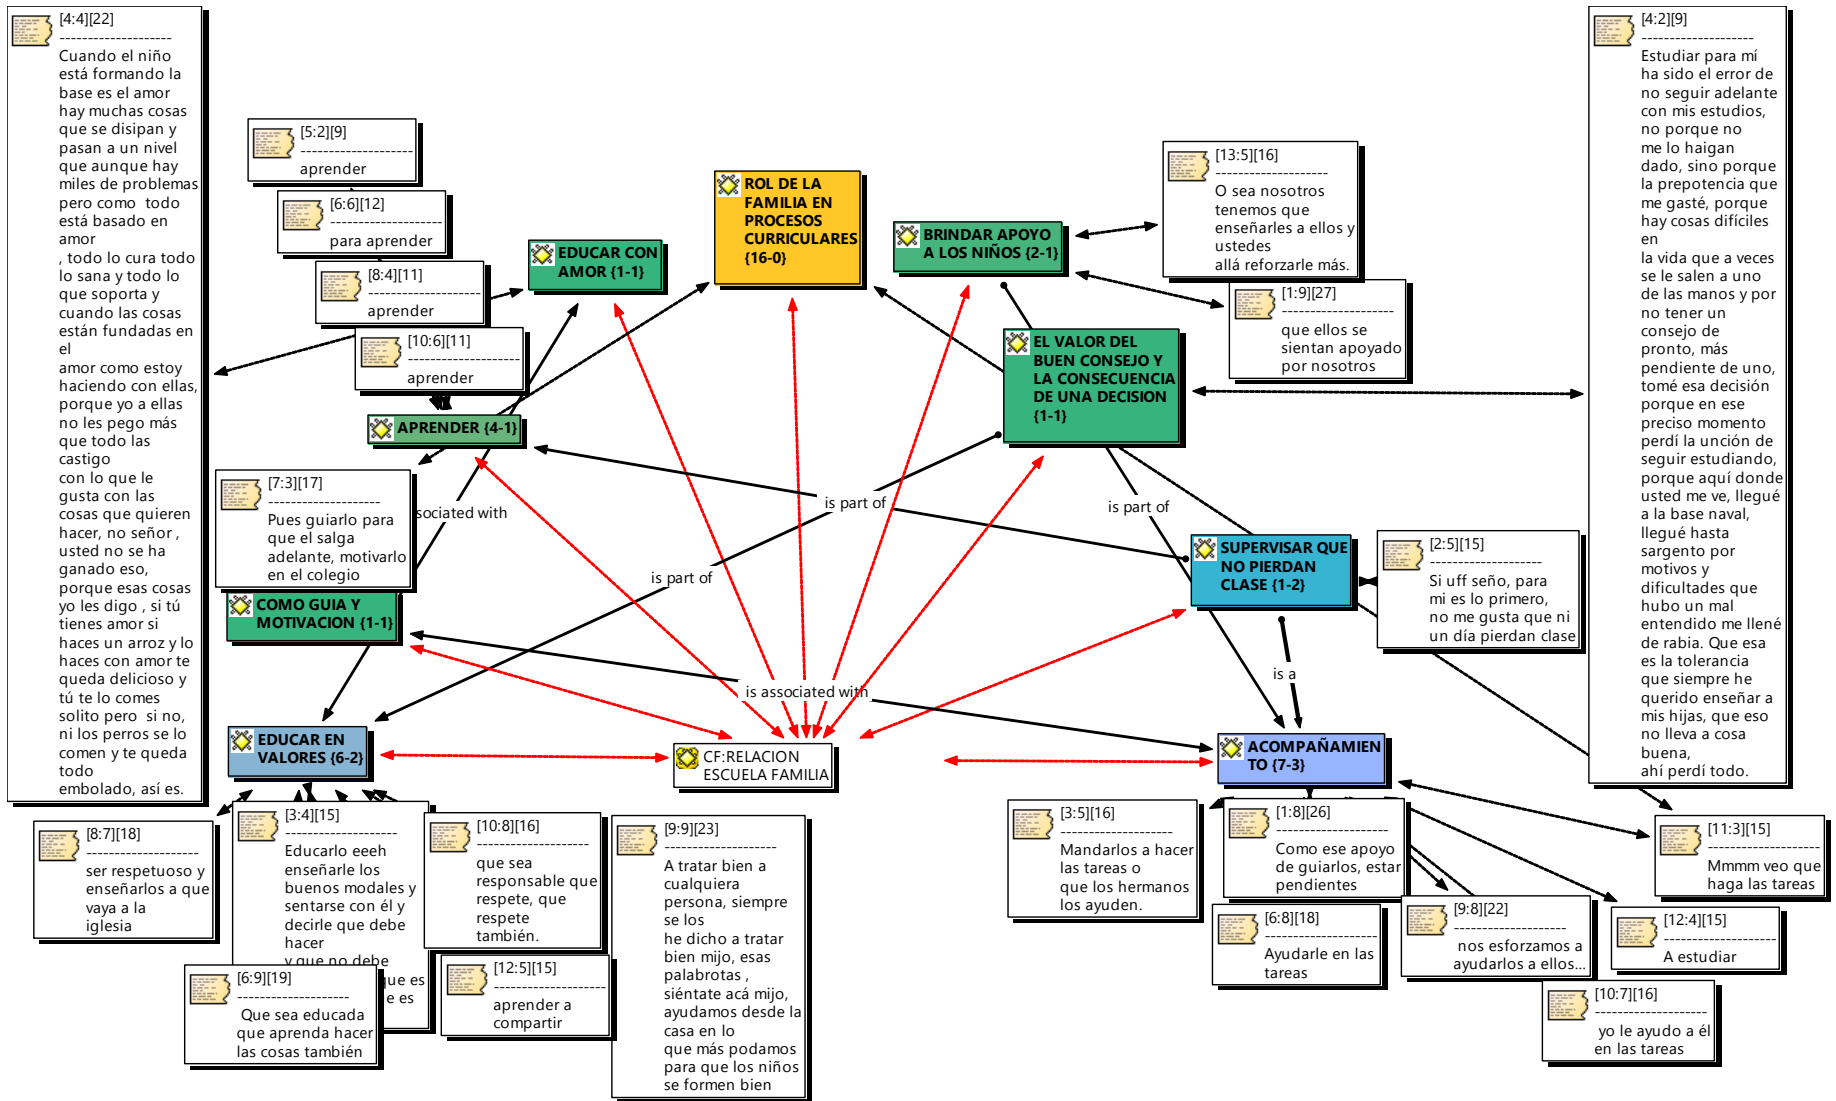 [4:4][22]
--------------------
Cuando el niño
está formando la
base es el amor
hay muchas cosas
que se disipan y
pasan a un nivel
que aunque hay
miles de problemas
pero como  todo
está basado en
amor
, todo lo cura todo
lo sana y todo lo
que soporta y
cuando las cosas
están fundadas en
el
amor como estoy
haciendo con ellas,
porque yo a ellas
no les pego más
que todo las
castigo
con lo que le
gusta con las
cosas que quieren
hacer, no señor ,
usted no se ha
ganado eso,
porque esas cosas
yo les digo , si tú
tienes amor si
haces un arroz y lo
haces con amor te
queda delicioso y
tú te lo comes
solito pero  si no,
ni los perros se lo
comen y te queda
todo
embolado, así es.
[5:2][9]
--------------------
aprender
[6:6][12]
--------------------
para aprender
[8:4][11]
--------------------
aprender
[10:6][11]
--------------------
aprender
EDUCAR CON
AMOR {1-1}
ROL DE LA
FAMILIA EN
PROCESOS
CURRICULARES
{16-0}
BRINDAR APOYO
A LOS NIÑOS {2-1}
[13:5][16]
--------------------
O sea nosotros
tenemos que
enseñarles a ellos y
ustedes
allá reforzarle más.
[1:9][27]
--------------------
que ellos se
sientan apoyado
por nosotros
EL VALOR DEL
BUEN CONSEJO Y
LA CONSECUENCIA
DE UNA DECISION
{1-1}
[4:2][9]
--------------------
Estudiar para mí
ha sido el error de
no seguir adelante
con mis estudios,
no porque no
me lo haigan
dado, sino porque
la prepotencia que
me gasté, porque
hay cosas difíciles
en
la vida que a veces
se le salen a uno
de las manos y por
no tener un
consejo de
pronto, más
pendiente de uno,
tomé esa decisión
porque en ese
preciso momento
perdí la unción de
seguir estudiando,
porque aquí donde
usted me ve, llegué
a la base naval,
llegué hasta
sargento por
motivos y
dificultades que
hubo un mal
entendido me llené
de rabia. Que esa
es la tolerancia
que siempre he
querido enseñar a
mis hijas, que eso
no lleva a cosa
buena,
ahí perdí todo.
APRENDER {4-1}
[7:3][17]
--------------------
Pues guiarlo para
que el salga
adelante, motivarlo
en el colegio
sociated with
is part of
is part of
is part of
COMO GUIA Y
MOTIVACION {1-1}
SUPERVISAR QUE
NO PIERDAN
CLASE {1-2}
[2:5][15]
--------------------
Si uff seño, para
mi es lo primero,
no me gusta que ni
un día pierdan clase
is a
is associated with
EDUCAR EN
VALORES {6-2}
CF:RELACION
ESCUELA FAMILIA
ACOMPAÑAMIEN
TO {7-3}
[8:7][18]
--------------------
ser respetuoso y
enseñarlos a que
vaya a la
iglesia
[3:4][15]
--------------------
Educarlo eeeh
enseñarle los
buenos modales y
sentarse con él y
decirle que debe
hacer
y que no debe
que es
e es
[6:9][19]
--------------------
Que sea educada
que aprenda hacer
las cosas también
[10:8][16]
--------------------
que sea
responsable que
respete, que
respete
también.
[12:5][15]
--------------------
aprender a
compartir
[9:9][23]
--------------------
A tratar bien a
cualquiera
persona, siempre
se los
he dicho a tratar
bien mijo, esas
palabrotas ,
siéntate acá mijo,
ayudamos desde la
casa en lo
que más podamos
para que los niños
se formen bien
[3:5][16]
--------------------
Mandarlos a hacer
las tareas o
que los hermanos
los ayuden.
[1:8][26]
--------------------
Como ese apoyo
de guiarlos, estar
pendientes
[6:8][18]
--------------------
Ayudarle en las
tareas
[9:8][22]
--------------------
nos esforzamos a
ayudarlos a ellos...
[11:3][15]
--------------------
Mmmm veo que
haga las tareas
[12:4][15]
--------------------
A estudiar
[10:7][16]
--------------------
yo le ayudo a él
en las tareas